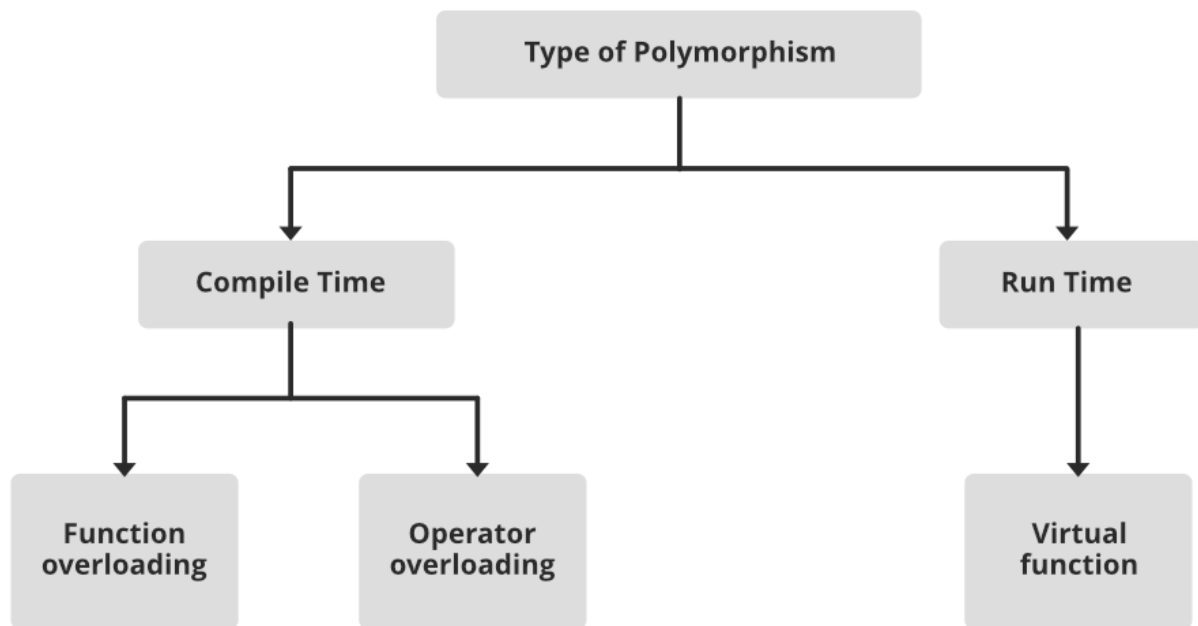 Type of Polymorphism
Compile Time
Run Time
Function
overloading
Operator
overloading
Virtual
function